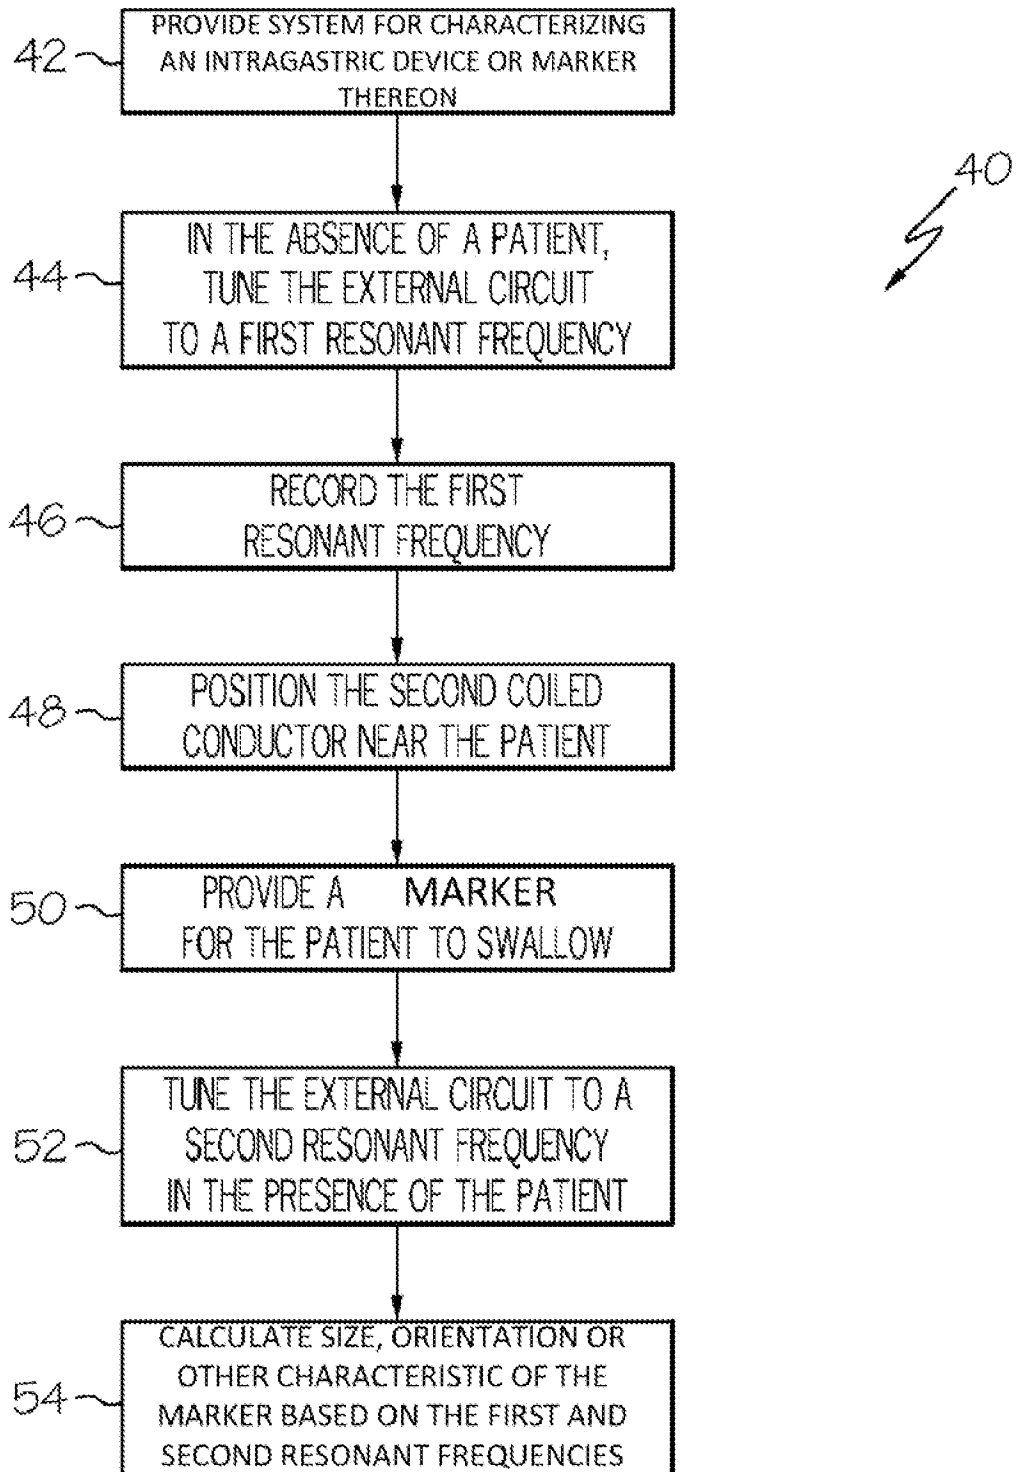 42
PROVIDE SYSTEM FOR CHARACTERIZING
AN INTRAGASTRIC DEVICE OR MARKER
THEREON
40
44
IN THE ABSENCE OF A PATIENT,
TUNE THE EXTERNAL CIRCUIT
TO A FIRST RESONANT FREQUENCY
46
RECORD THE FIRST
RESONANT FREQUENCY
48
POSITION THE SECOND COILED
CONDUCTOR NEAR THE PATIENT
50
PROVIDE A MARKER
FOR THE PATIENT TO SWALLOW
52
TUNE THE EXTERNAL CIRCUIT TO A
SECOND RESONANT FREQUENCY
IN THE PRESENCE OF THE PATIENT
54
CALCULATE SIZE, ORIENTATION OR
OTHER CHARACTERISTIC OF THE
MARKER BASED ON THE FIRST AND
SECOND RESONANT FREQUENCIES